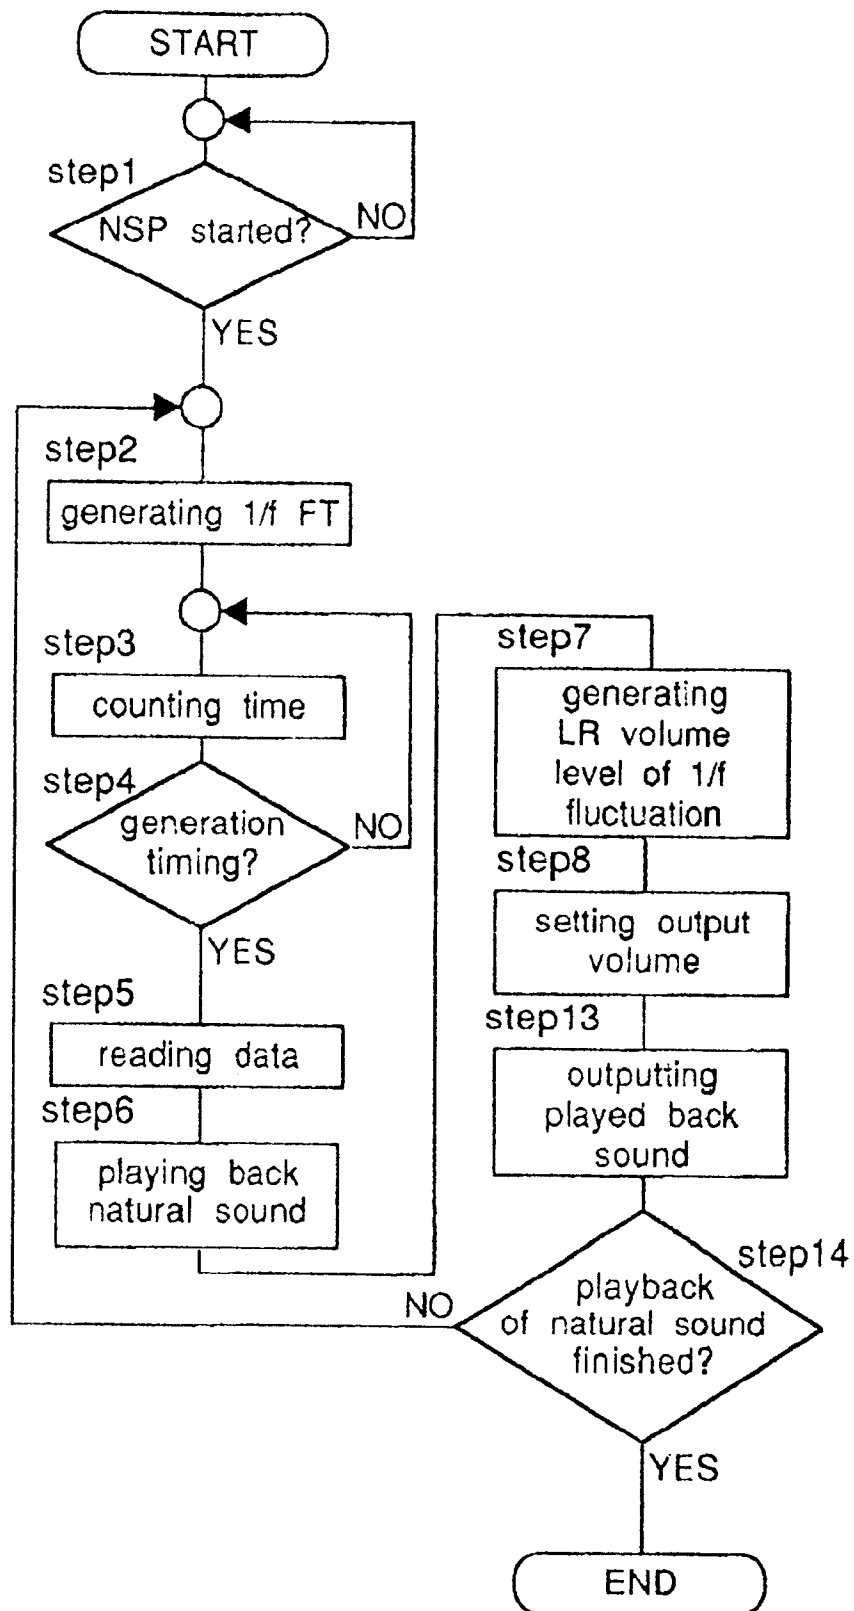 START
step1
NSP started?
NO
YES
step2
generating 1/f FT
step3
counting time
step4
generation
timing?
NO
YES
step5
reading data
step6
playing back
natural sound
step7
generating
LR volume
level of 1/f
fluctuation
step8
setting output
volume
step13
outputting
played back
sound
step14
playback
of natural sound
finished?
NO
YES
END